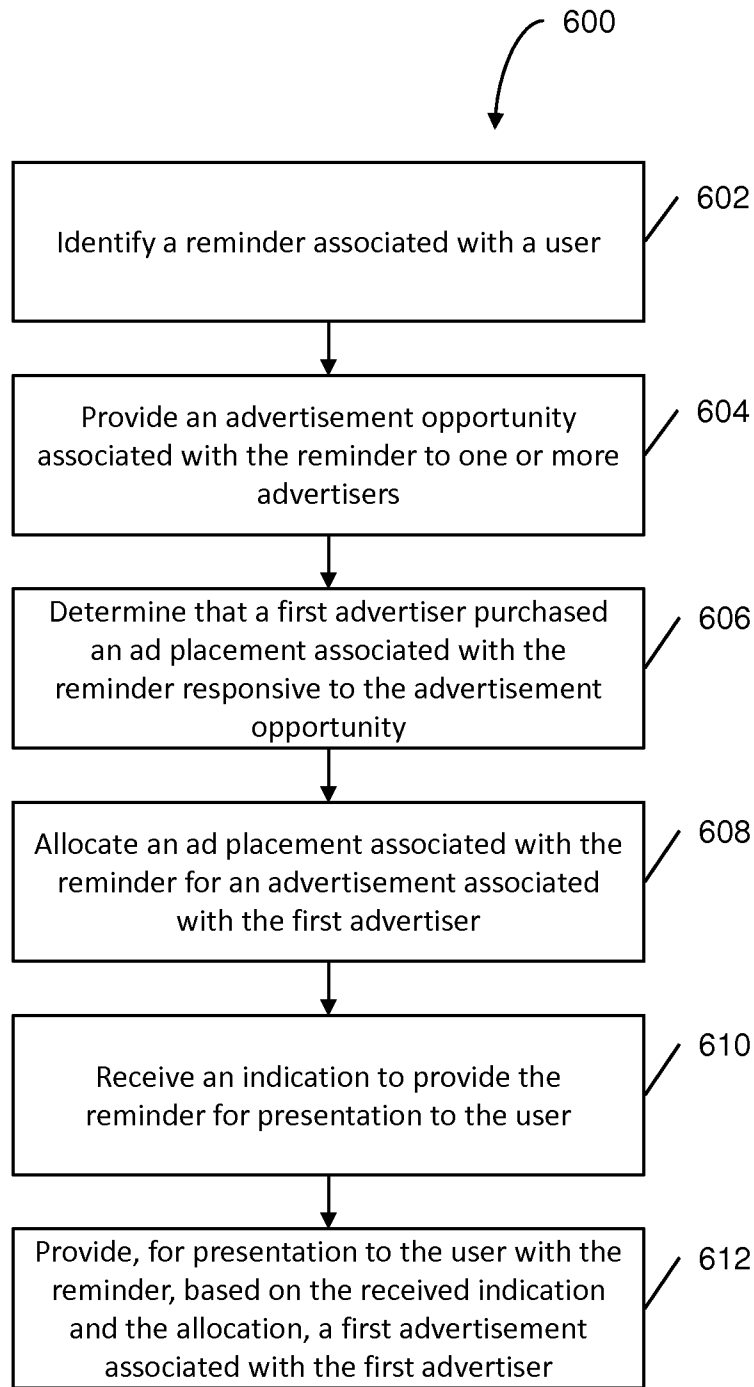 600
602
Identify a reminder associated with a user
604
Provide an advertisement opportunity
associated with the reminder to one or more
advertisers
606
Determine that a first advertiser purchased
an ad placement associated with the
reminder responsive to the advertisement
opportunity
608
Allocate an ad placement associated with the
reminder for an advertisement associated
with the first advertiser
610
Receive an indication to provide the
reminder for presentation to the user
612
Provide, for presentation to the user with the
reminder, based on the received indication
and the allocation, a first advertisement
associated with the first advertiser